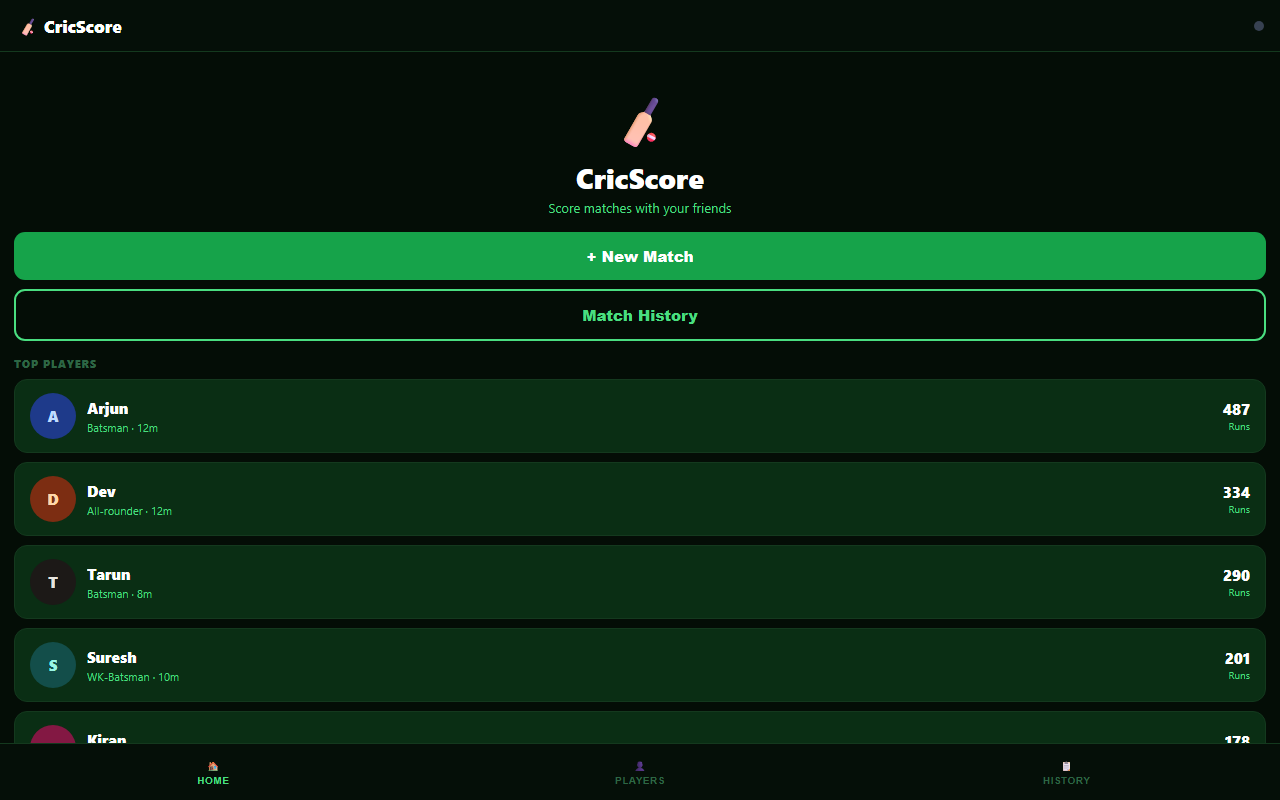 CricScore
CricScore
Score matches with your friends
+ New Match
Match History
TOP PLAYERS
A
Arjun
Batsman · 12m
487
Runs
D
Dev
All-rounder · 12m
334
Runs
T
Tarun
Batsman · 8m
290
Runs
S
Suresh
WK-Batsman · 10m
201
Runs
Kiran
178
HOME
PLAYERS
HISTORY